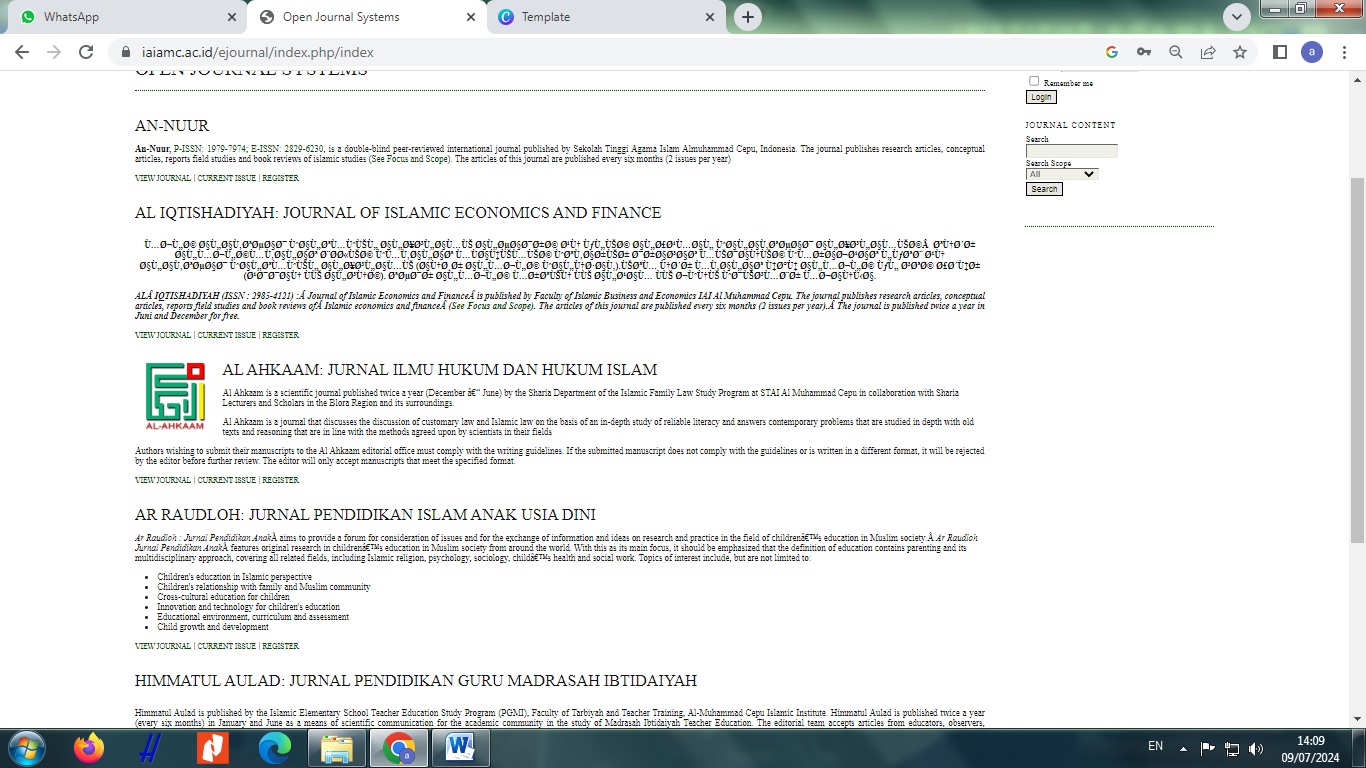 WhatsApp
Open Journal Systems
Template
iaiamc.ac.id/ejournal/index.php/index
a
OPEN JOURNAL SYSTEMS
AN-NUUR
An-Nuur, P-ISSN: 1979-7974; E-ISSN: 2829-6230, is a double-blind peer-reviewed international journal published by Sekolah Tinggi Agama Islam Almuhammad Cepu, Indonesia. The journal publishes research articles, conceptual
articles, reports field studies and book reviews of islamic studies (See Focus and Scope). The articles of this journal are published every six months (2 issues per year)
VIEW JOURNAL | CURRENT ISSUE | REGISTER
AL IQTISHADIYAH: JOURNAL OF ISLAMIC ECONOMICS AND FINANCE
ALÂ IQTISHADIYAH (ISSN : 2985-4121) :Â Journal of Islamic Economics and FinanceÂ is published by Faculty of Islamic Business and Economics IAI Al Muhammad Cepu. The journal publishes research articles, conceptual
articles, reports field studies and book reviews ofÂ Islamic economics and financeÂ (See Focus and Scope). The articles of this journal are published every six months (2 issues per year).Â The journal is published twice a year in
Juni and December for free.
VIEW JOURNAL | CURRENT ISSUE | REGISTER
AL-AHKAAM
AL AHKAAM: JURNAL ILMU HUKUM DAN HUKUM ISLAM
Al Ahkaam is a scientific journal published twice a year (December â€“ June) by the Sharia Department of the Islamic Family Law Study Program at STAI Al Muhammad Cepu in collaboration with Sharia
Lecturers and Scholars in the Blora Region and its surroundings.
Al Ahkaam is a journal that discusses the discussion of customary law and Islamic law on the basis of an in-depth study of reliable literacy and answers contemporary problems that are studied in depth with old
texts and reasoning that are in line with the methods agreed upon by scientists in their fields
Authors wishing to submit their manuscripts to the Al Ahkaam editorial office must comply with the writing guidelines. If the submitted manuscript does not comply with the guidelines or is written in a different format, it will be rejected
by the editor before further review. The editor will only accept manuscripts that meet the specified format.
VIEW JOURNAL | CURRENT ISSUE | REGISTER
AR RAUDLOH: JURNAL PENDIDIKAN ISLAM ANAK USIA DINI
Ar Raudloh : Jurnal Pendidikan AnakÂ aims to provide a forum for consideration of issues and for the exchange of information and ideas on research and practice in the field of childrenâ€™s education in Muslim society.Â Ar Raudloh
Jurnal Pendidikan AnakÂ features original research in childrenâ€™s education in Muslim society from around the world. With this as its main focus, it should be emphasized that the definition of education contains parenting and its
multidisciplinary approach, covering all related fields, including Islamic religion, psychology, sociology, childâ€™s health and social work. Topics of interest include, but are not limited to:
Children's education in Islamic perspective
Children's relationship with family and Muslim community
Cross-cultural education for children
Innovation and technology for children's education
Educational environment, curriculum and assessment
Child growth and development
VIEW JOURNAL | CURRENT ISSUE | REGISTER
HIMMATUL AULAD: JURNAL PENDIDIKAN GURU MADRASAH IBTIDAIYAH
Himmatul Aulad is published by the Islamic Elementary School Teacher Education Study Program (PGMI), Faculty of Tarbiyah and Teacher Training, Al-Muhammad Cepu Islamic Institute. Himmatul Aulad is published twice a year
(every six months) in January and June as a means of scientific communication for the academic community in the study of Madrasah Ibtidaiyah Teacher Education. The editorial team accepts articles from educators, observers,
Remember me
Login
JOURNAL CONTENT
Search
Search Scope
All
Search
EN
14:09
09/07/2024